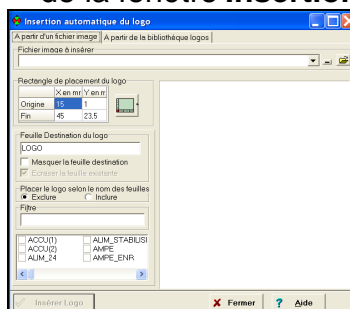 de la fenêtre Insertion
Insertion automatique du logo
A partir d'un fichier image A partir de la bibliothèque logos
Fichier image à insérer
Rectangle de placement du logo
X en mr Y en m
Origine 15 1
Fin 45 23.5
Feuille Destination du logo
LOGO
Masquer la feuille destination
Ecraser la feuille existante
Placer le logo selon le nom des feuilles
Exclure Inclure
Filtre
ACCU(1) ALIM_STABILISI
ACCU(2) AMPE
ALIM_24 AMPE_ENR
Insérer Logo Fermer ? Aide